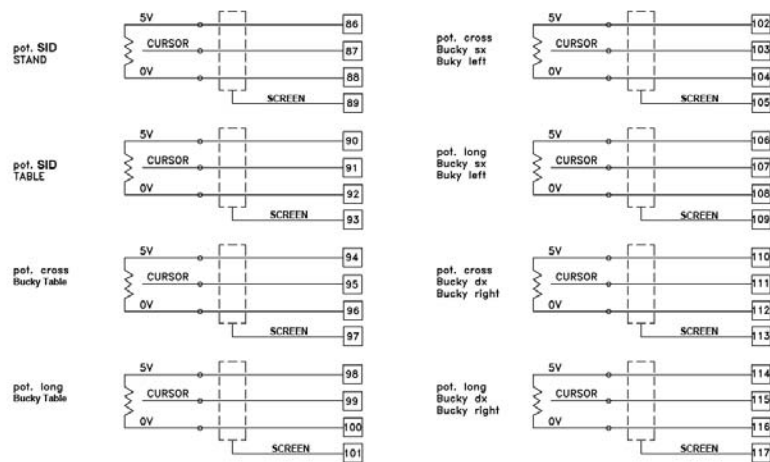 pot. SID
STAND
5V
CURSOR
0V
SCREEN
86
87
88
89
pot. SID
TABLE
5V
CURSOR
0V
SCREEN
90
91
92
93
pot. cross
Bucky Table
5V
CURSOR
0V
SCREEN
94
95
96
97
pot. long
Bucky Table
5V
CURSOR
0V
SCREEN
98
99
100
101
pot. cross
Bucky sx
Buky left
5V
CURSOR
0V
SCREEN
102
103
104
105
pot. long
Bucky sx
Buky left
5V
CURSOR
0V
SCREEN
106
107
108
109
pot. cross
Bucky dx
Bucky right
5V
CURSOR
0V
SCREEN
110
111
112
113
pot. long
Bucky dx
Bucky right
5V
CURSOR
0V
SCREEN
114
115
116
117